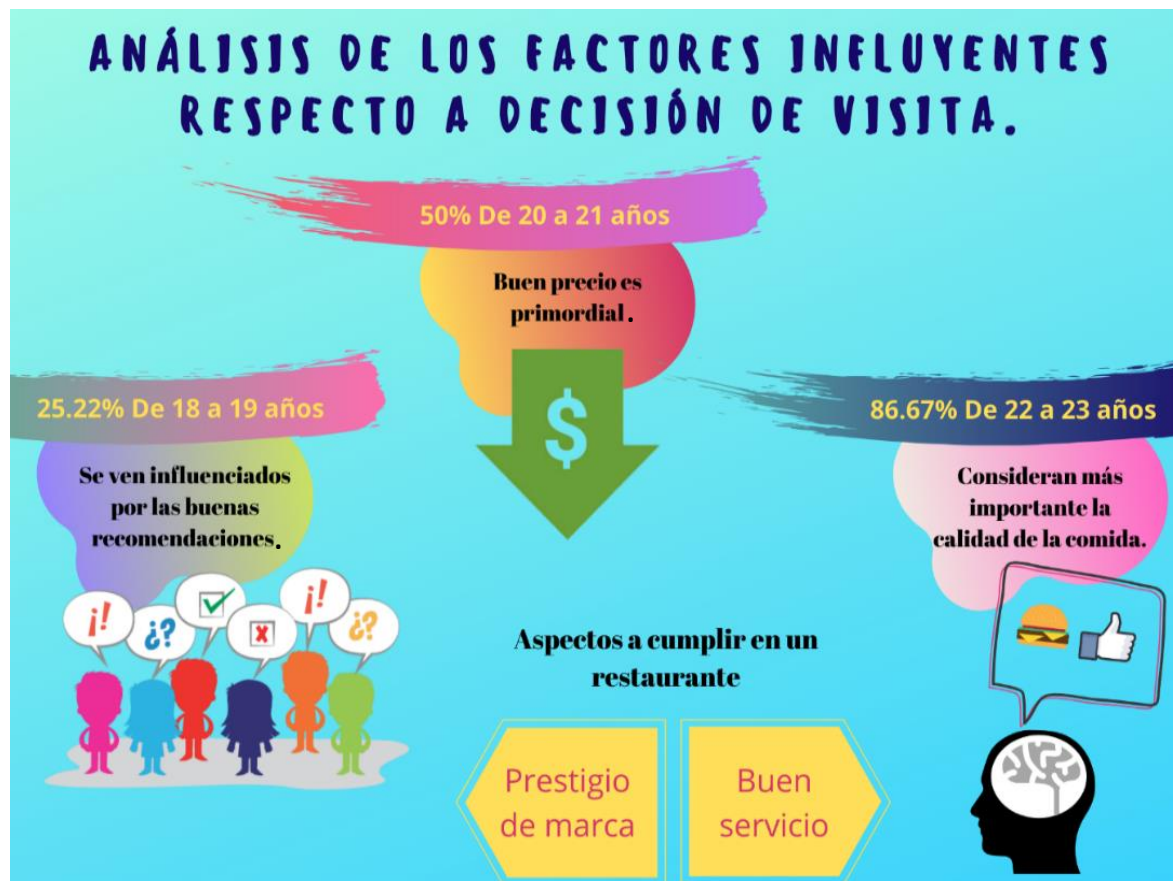 ANÁLISIS DE LOS FACTORES INFLUYENTES
RESPECTO A DECISIÓN DE VISITA.
50% De 20 a 21 años
Buen precio es
primordial.
$
25.22% De 18 a 19 años
Se ven influenciados
por las buenas
recomendaciones.
¡!
¿?
¡!
¿?
86.67% De 22 a 23 años
Consideran más
importante la
calidad de la comida.
Aspectos a cumplir en un
restaurante
Prestigio
de marca
Buen
servicio